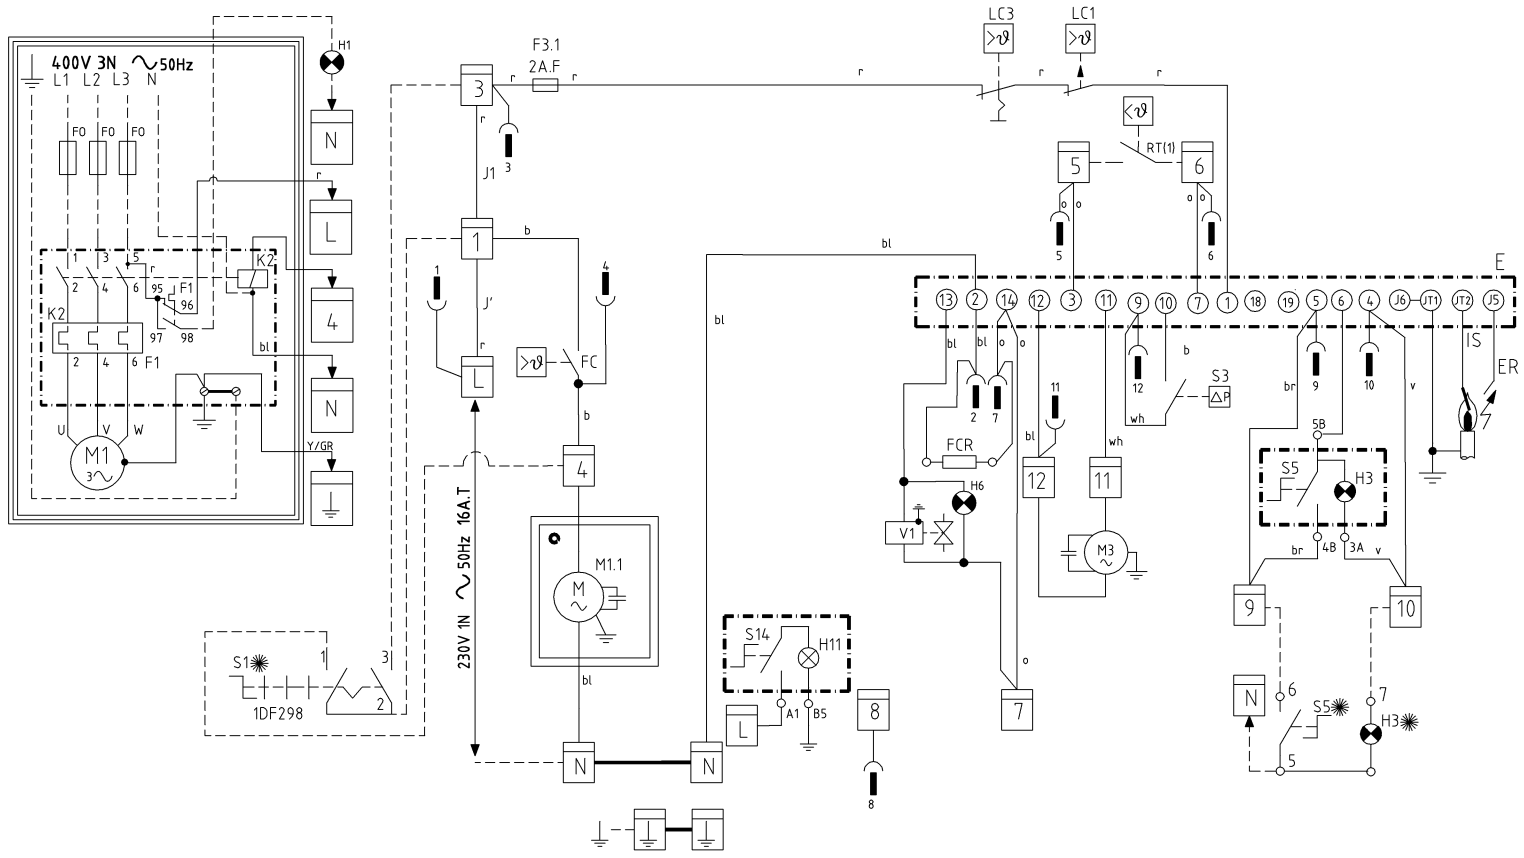 400V 3N 50Hz
L1 L2 L3 N
H1
N
F0 F0 F0
r
L
K2
1 3 5
r
2 4 6
95 F1
96
97 98
K2
F1
2 4 6
4
bl
N
U V W
M1
3
Y/GR
F3.1
2A.F
3
r
r
r
r
r
3
J1
1
b
1
4
J'
r
L
>ϑ
FC
b
4
230V 1N 50Hz 16A.T
M1.1
M
bl
N
N
S1
1DF298
1
3
2
LC3
>ϑ
LC1
>ϑ
r
r
<ϑ
RT(1)
5
6
o o
o o
5
6
bl
bl
E
13 2 14 12 3 11 9 10 7 1 18 19 5 6 4 J6 JT1 JT2 J5
IS
ER
bl
bl
o
o
2
7
FCR
H6
V1
11
bl
12
wh
11
M3
12
wh
b
S3
ΔP
br
9
10
v
5B
S5
H3
4B 3A
br
v
9
10
N
6
7
S5
H3
5
o
7
S14
H11
A1 B5
L
8
8